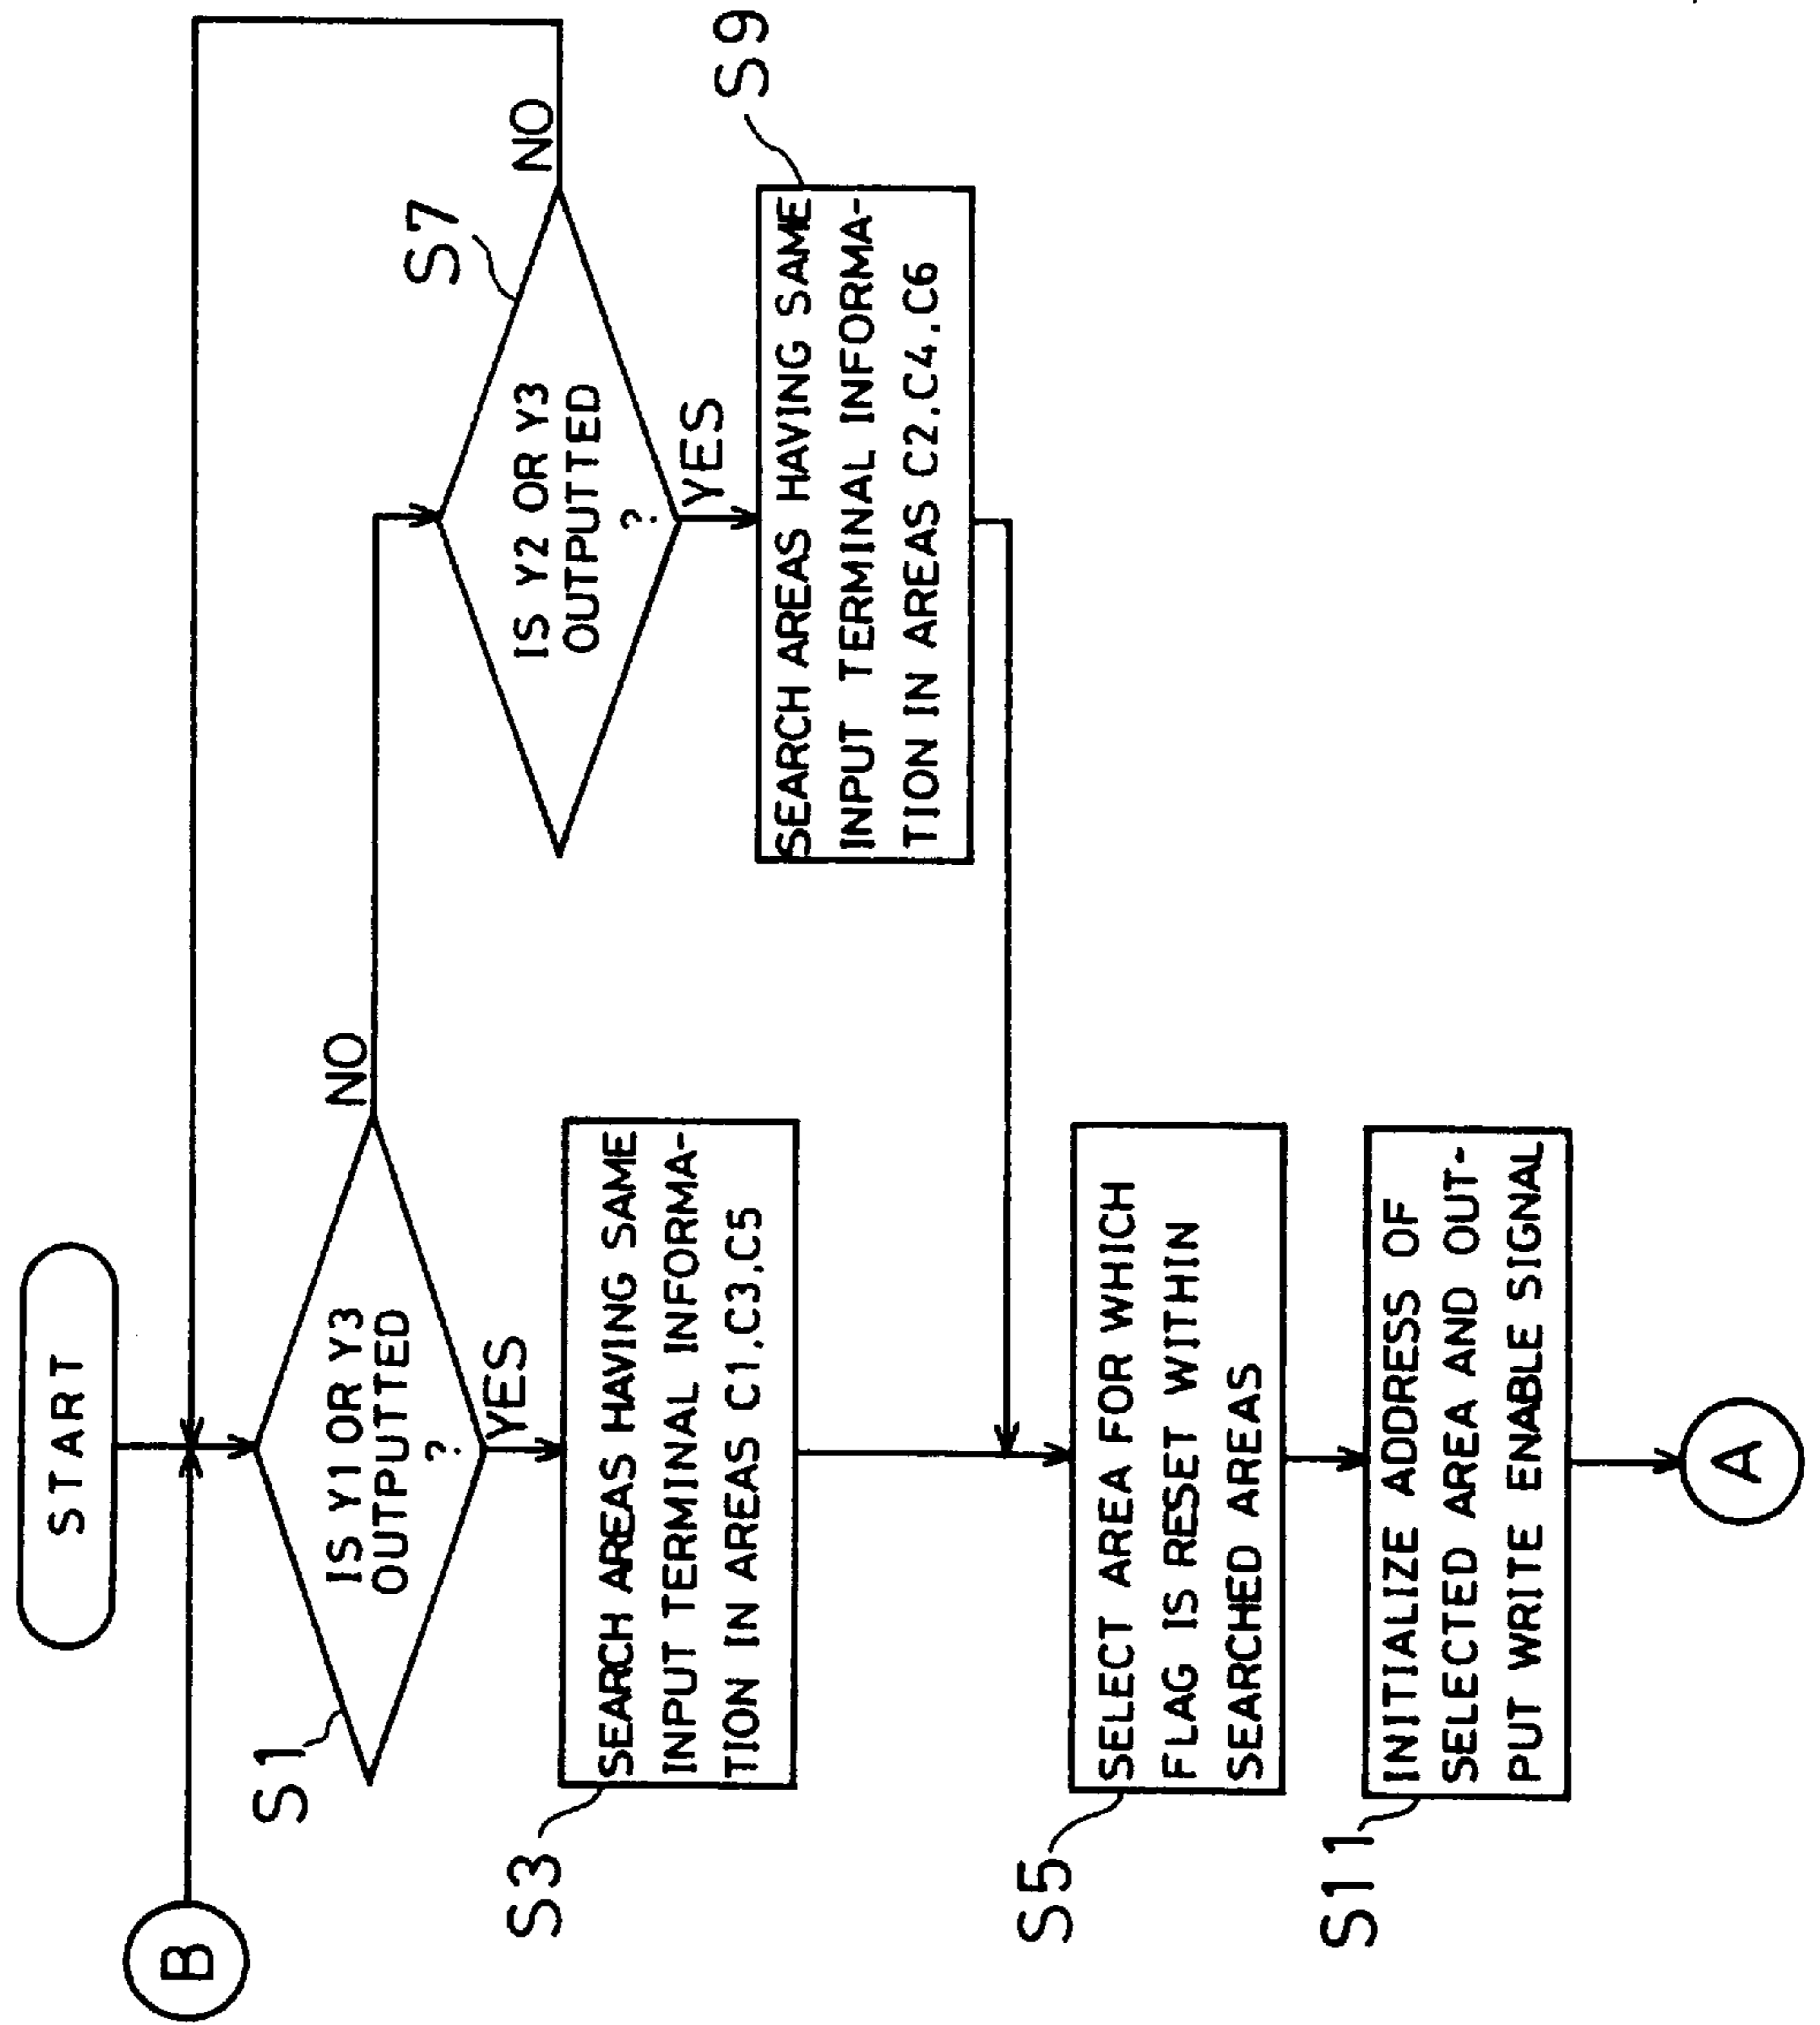 START
B
S1
IS Y1 OR Y3
OUTPUTTED
?
NO
YES
S3
SEARCH AREAS HAVING SAME
INPUT TERMINAL INFORMA-
TION IN AREAS C1.C3.C5
S7
IS Y2 OR Y3
OUTPUTTED
?
NO
YES
S9
SEARCH AREAS HAVING SAME
INPUT TERMINAL INFORMA-
TION IN AREAS C2.C4.C6
S5
SELECT AREA FOR WHICH
FLAG IS RESET WITHIN
SEARCHED AREAS
S11
INITIALIZE ADDRESS OF
SELECTED AREA AND OUT-
PUT WRITE ENABLE SIGNAL
A